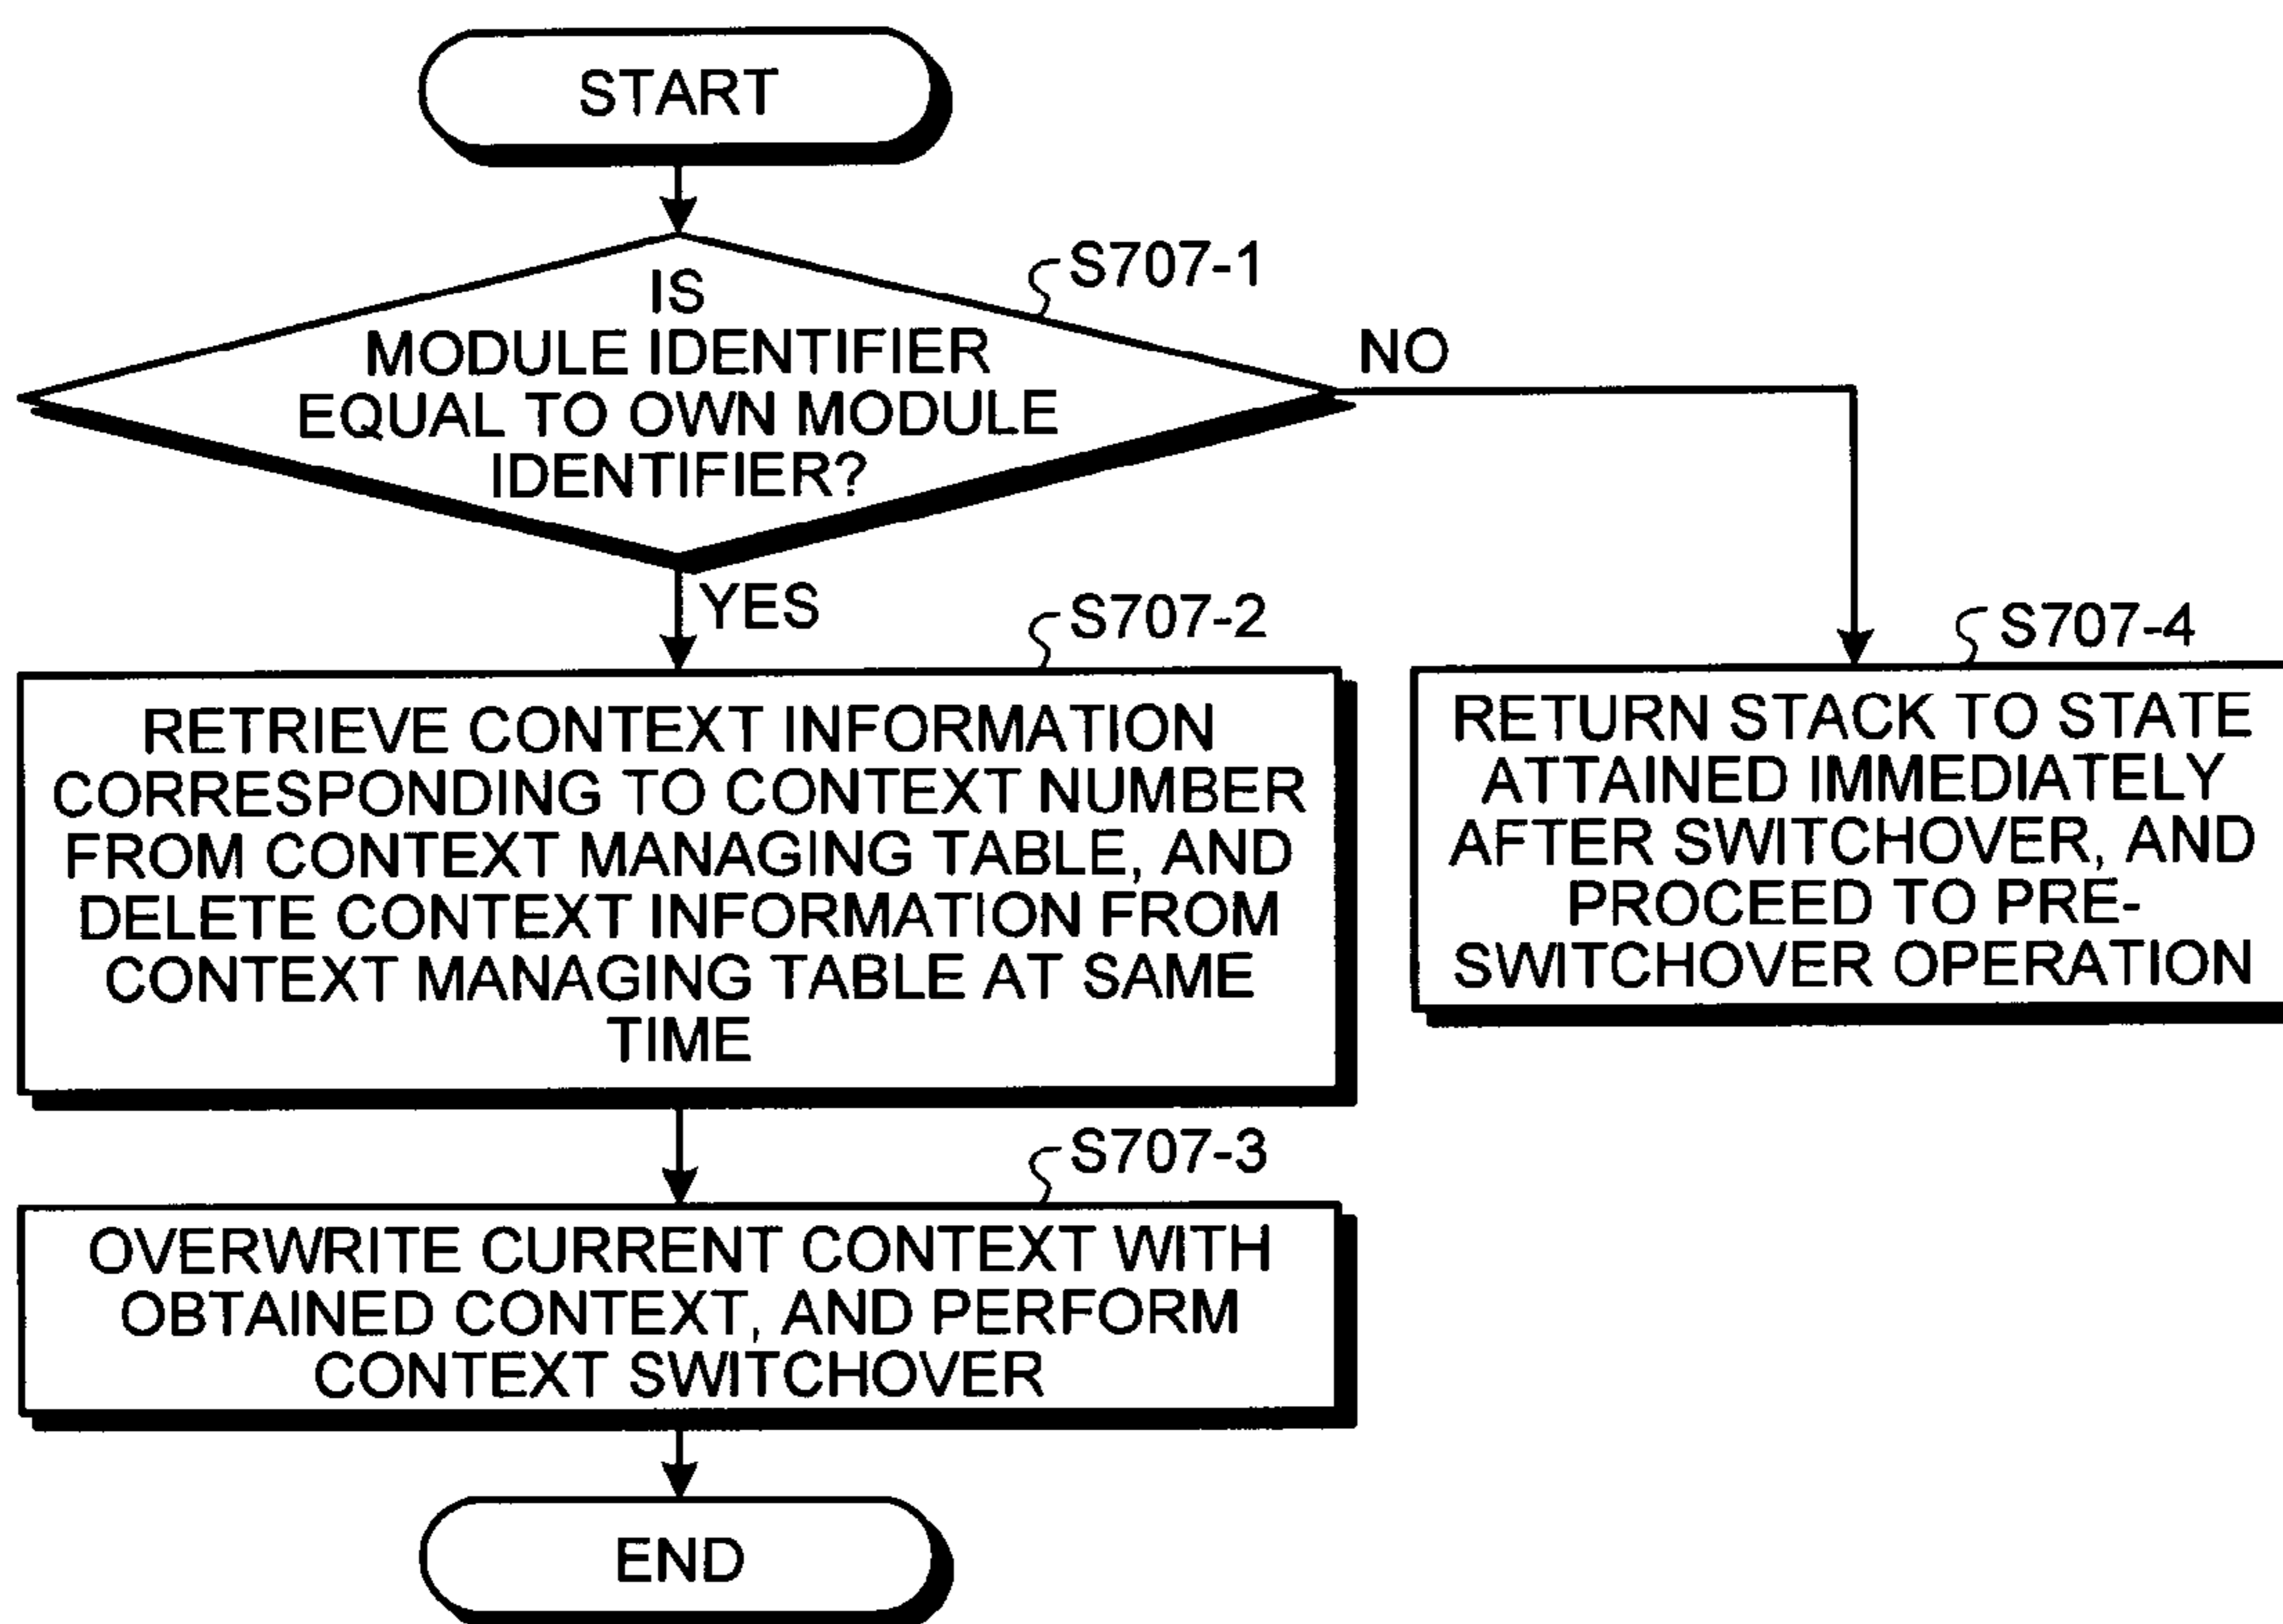 START
S707-1
IS
MODULE IDENTIFIER
EQUAL TO OWN MODULE
IDENTIFIER?
NO
YES
S707-2
RETRIEVE CONTEXT INFORMATION
CORRESPONDING TO CONTEXT NUMBER
FROM CONTEXT MANAGING TABLE, AND
DELETE CONTEXT INFORMATION FROM
CONTEXT MANAGING TABLE AT SAME
TIME
S707-4
RETURN STACK TO STATE
ATTAINED IMMEDIATELY
AFTER SWITCHOVER, AND
PROCEED TO PRE-
SWITCHOVER OPERATION
S707-3
OVERWRITE CURRENT CONTEXT WITH
OBTAINED CONTEXT, AND PERFORM
CONTEXT SWITCHOVER
END